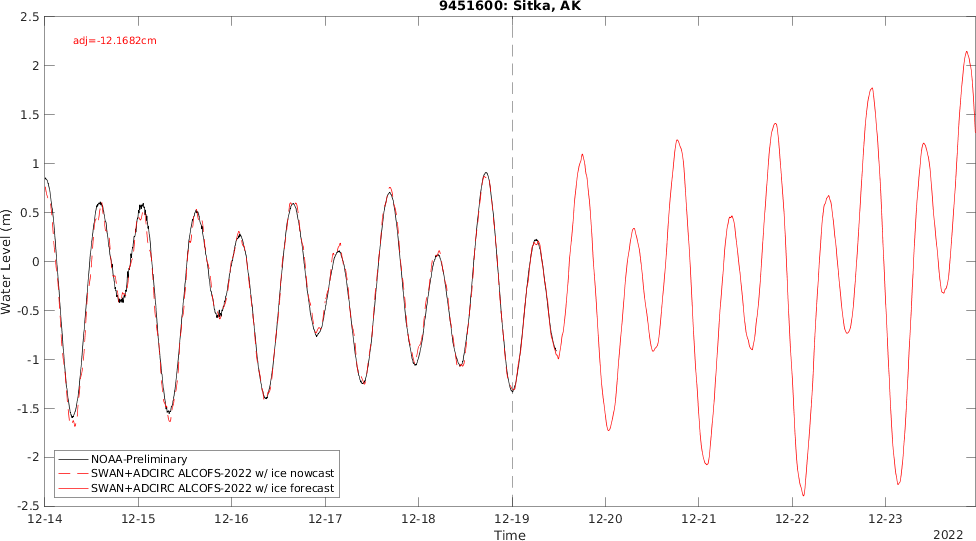 9451600: Sitka, AK
adj=-12.1682cm
2.5
2
1.5
1
0.5
0
-0.5
-1
-1.5
-2
-2.5
Water Level (m)
NOAA-Preliminary
SWAN+ADCIRC ALCOFS-2022 w/ ice nowcast
SWAN+ADCIRC ALCOFS-2022 w/ ice forecast
12-14 12-15 12-16 12-17 12-18 12-19 12-20 12-21 12-22 12-23
Time
2022